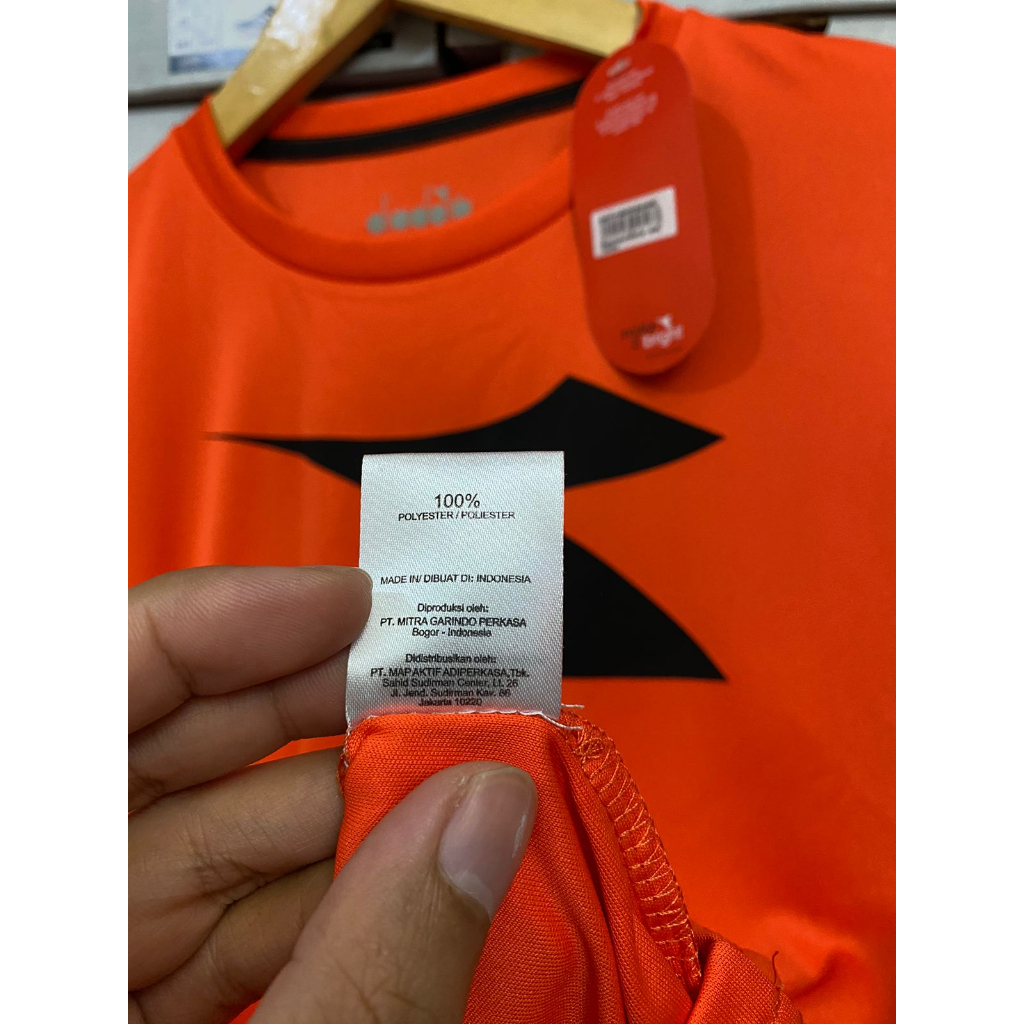 diadora
100%
POLYESTER / POLIESTER
MADE IN/ DIBUAT DI: INDONESIA
Diproduksi oleh:
PT. MITRA GARINDO PERKASA
Bogor - Indonesia
Didistribusikan oleh:
PT. MAP AKTIF ADIPERKASA,Tbk.
Sahid Sudirman Center, Lt. 26
Jl. Jend. Sudirman Kav. 86
Jakarta 10220